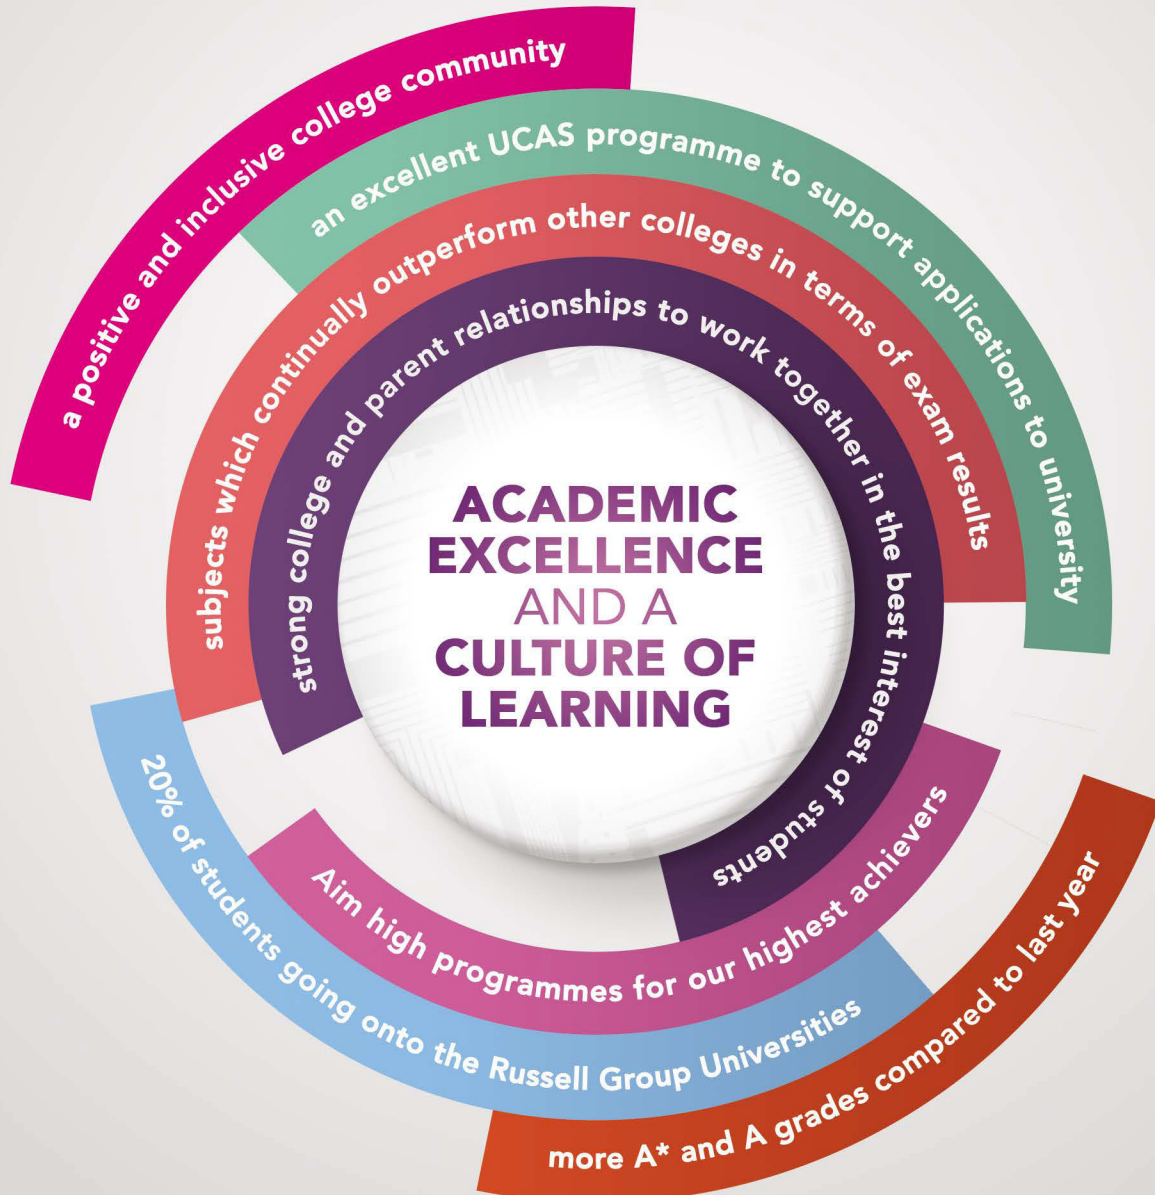 a positive and inclusive college community
an excellent UCAS programme to support applications to university
subjects which continually outperform other colleges in terms of exam results
strong college and parent relationships to work together in the best interest of students
ACADEMIC
EXCELLENCE
AND A
CULTURE OF
LEARNING
Aim high programmes for our highest achievers
20% of students going onto the Russell Group Universities
more A* and A grades compared to last year